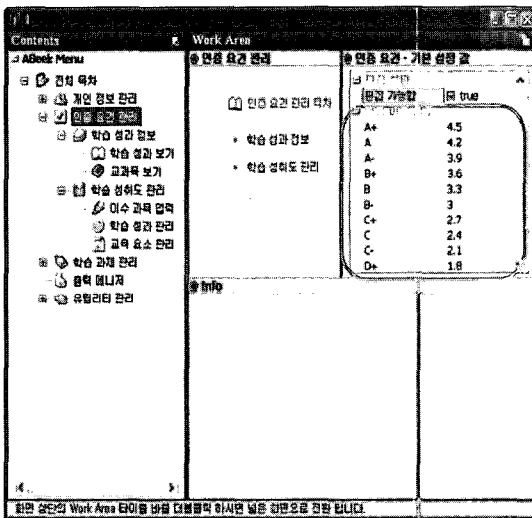 Contents
Work Area
ABeek Menu
전체 목차
개인 정보 관리
인증 요건 관리
학습 성과 정보
학습 성과 보기
교과목 보기
학습 성취도 관리
이수 과목 입력
학습 성과 관리
교육 요소 관리
학습 과제 관리
출력 매니저
유틸리티 관리
인증 요건 관리
인증 요건 관리 목차
학습 성과 정보
학습 성취도 관리
인증 요건 - 기본 설정 값
편집 가능함 true
A+ 4.5
A 4.2
A- 3.9
B+ 3.6
B 3.3
B- 3
C+ 2.7
C 2.4
C- 2.1
D+ 1.8
Info
화면 상단의 Work Area 타이틀 바를 더블클릭 하시면 넓은 화면으로 전환 됩니다.